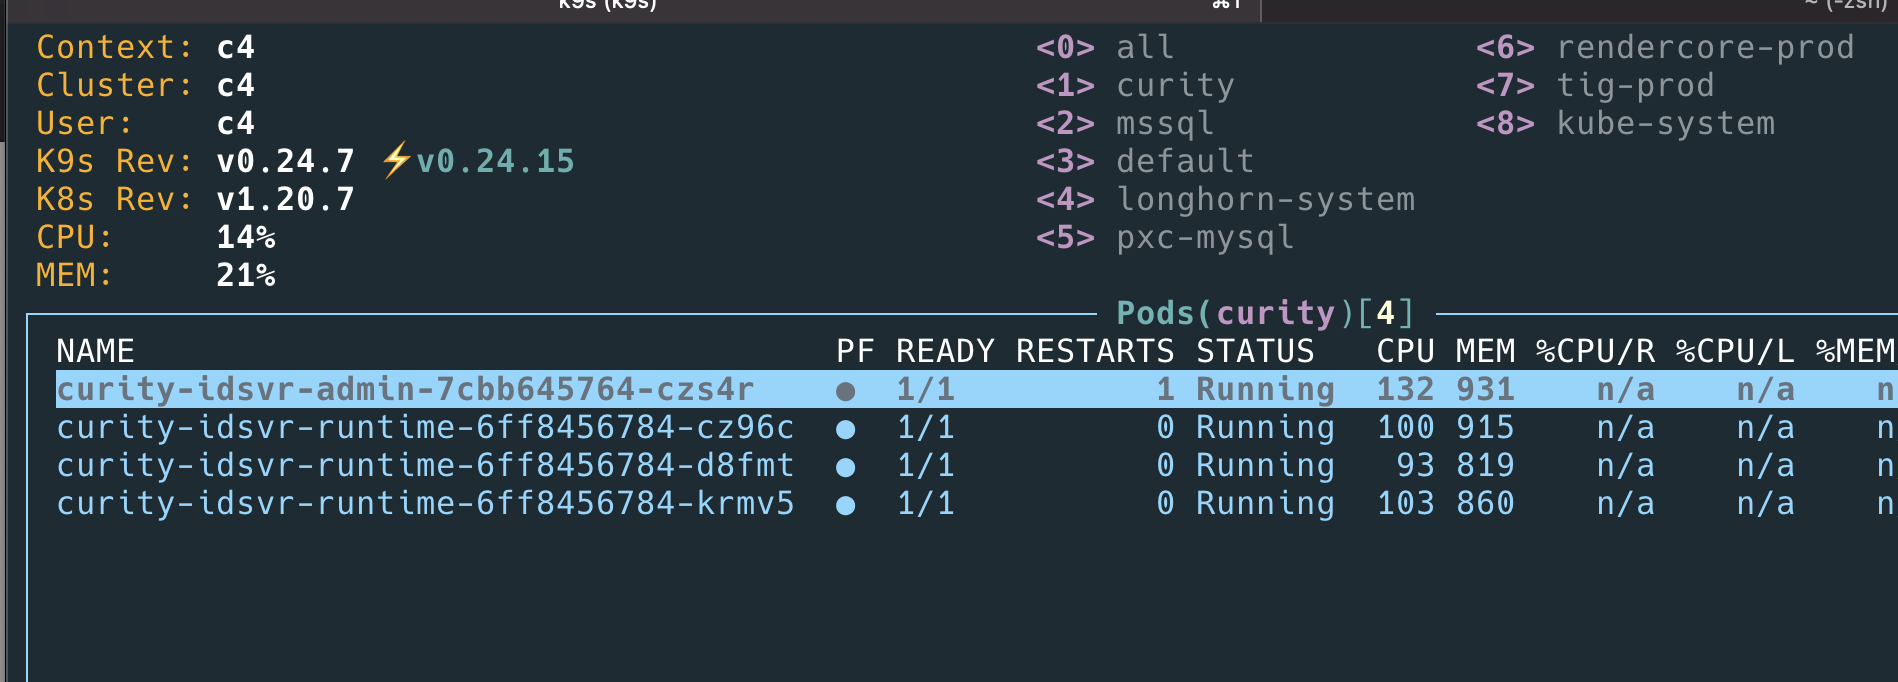 k9s (k9s) ⌘1 ~ (-zsh)
Context: c4 <0> all <6> rendercore-prod
Cluster: c4 <1> curity <7> tig-prod
User: c4 <2> mssql <8> kube-system
K9s Rev: v0.24.7 ⚡v0.24.15 <3> default
K8s Rev: v1.20.7 <4> longhorn-system
CPU: 14% <5> pxc-mysql
MEM: 21%
Pods(curity)[4]
NAME PF READY RESTARTS STATUS CPU MEM %CPU/R %CPU/L %MEM
curity-idsvr-admin-7cbb645764-czs4r ● 1/1 1 Running 132 931 n/a n/a n
curity-idsvr-runtime-6ff8456784-cz96c ● 1/1 0 Running 100 915 n/a n/a n
curity-idsvr-runtime-6ff8456784-d8fmt ● 1/1 0 Running 93 819 n/a n/a n
curity-idsvr-runtime-6ff8456784-krmv5 ● 1/1 0 Running 103 860 n/a n/a n